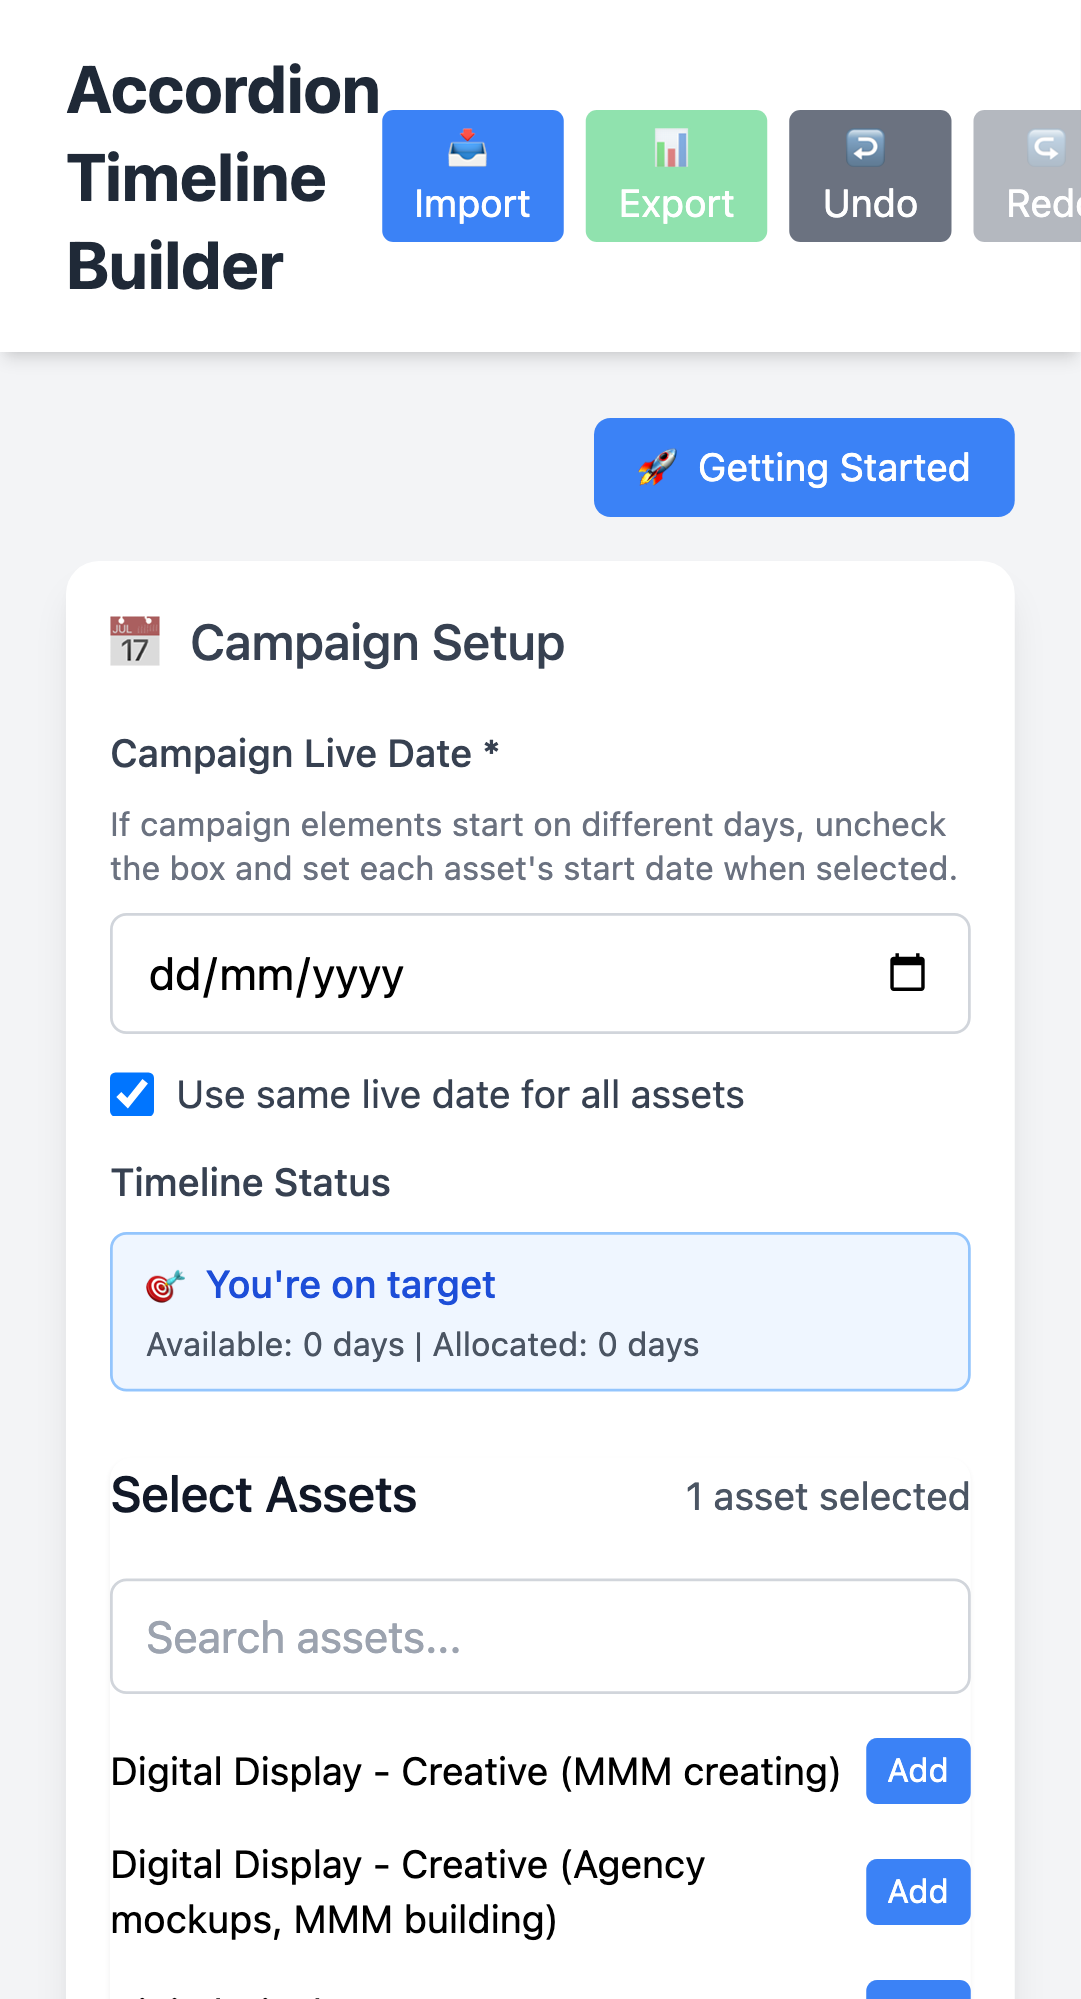 Accordion
Timeline
Builder
Import
Export
Undo
Getting Started
JUL
17
Campaign Setup
Campaign Live Date *
If campaign elements start on different days, uncheck
the box and set each asset's start date when selected.
dd/mm/yyyy
Use same live date for all assets
Timeline Status
You're on target
Available: 0 days | Allocated: 0 days
Select Assets
1 asset selected
Search assets...
Digital Display - Creative (MMM creating)
Add
Digital Display - Creative (Agency
mockups, MMM building)
Add